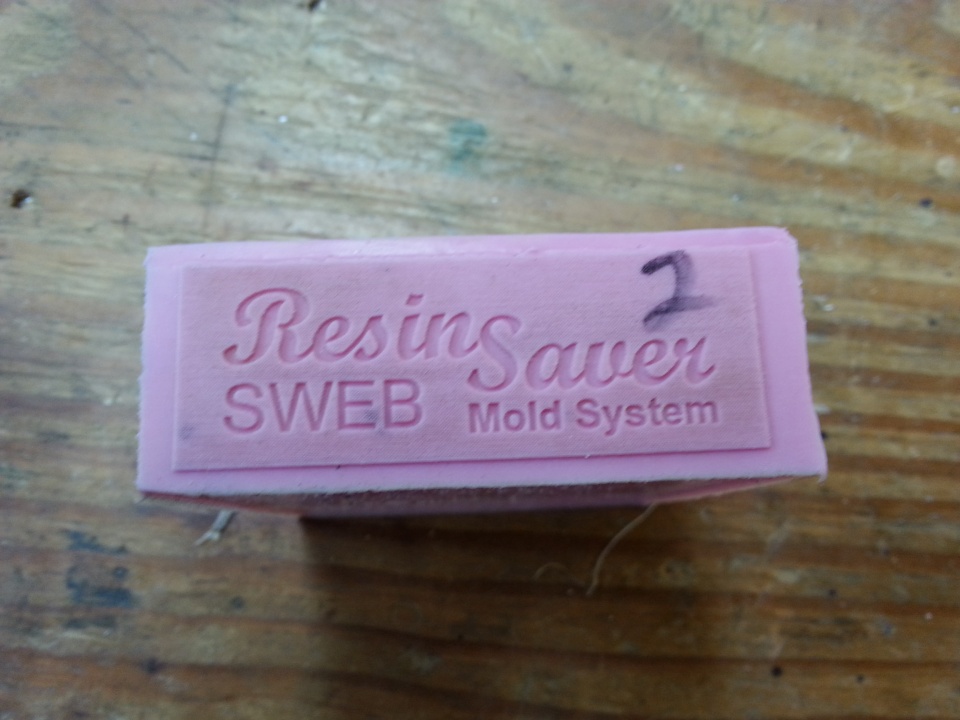 2
Resin Saver
SWEB Mold System